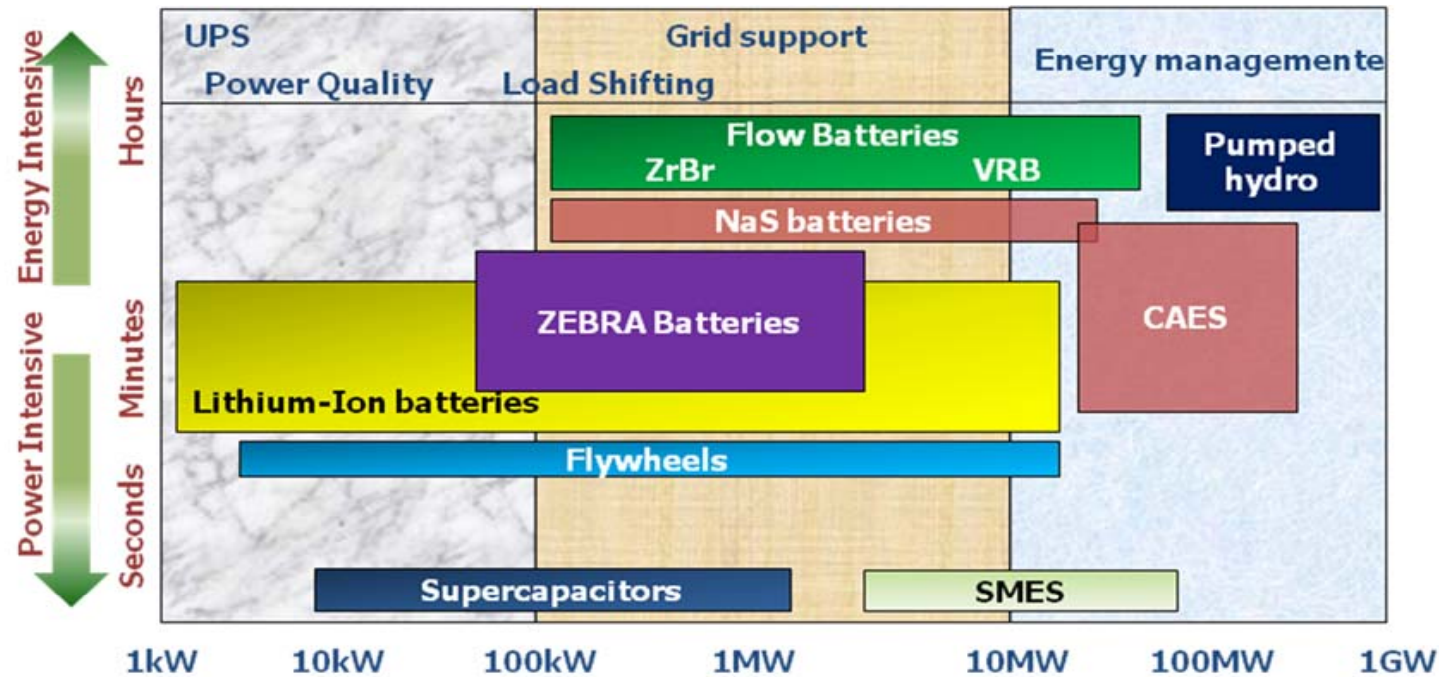 UPS
Grid support
Energy managemente
Power Quality
Load Shifting
Energy Intensive
Power Intensive
Hours
Minutes
Seconds
Flow Batteries
ZrBr
VRB
Pumped
hydro
NaS batteries
ZEBRA Batteries
CAES
Lithium-Ion batteries
Flywheels
Supercapacitors
SMES
1kW
10kW
100kW
1MW
10MW
100MW
1GW